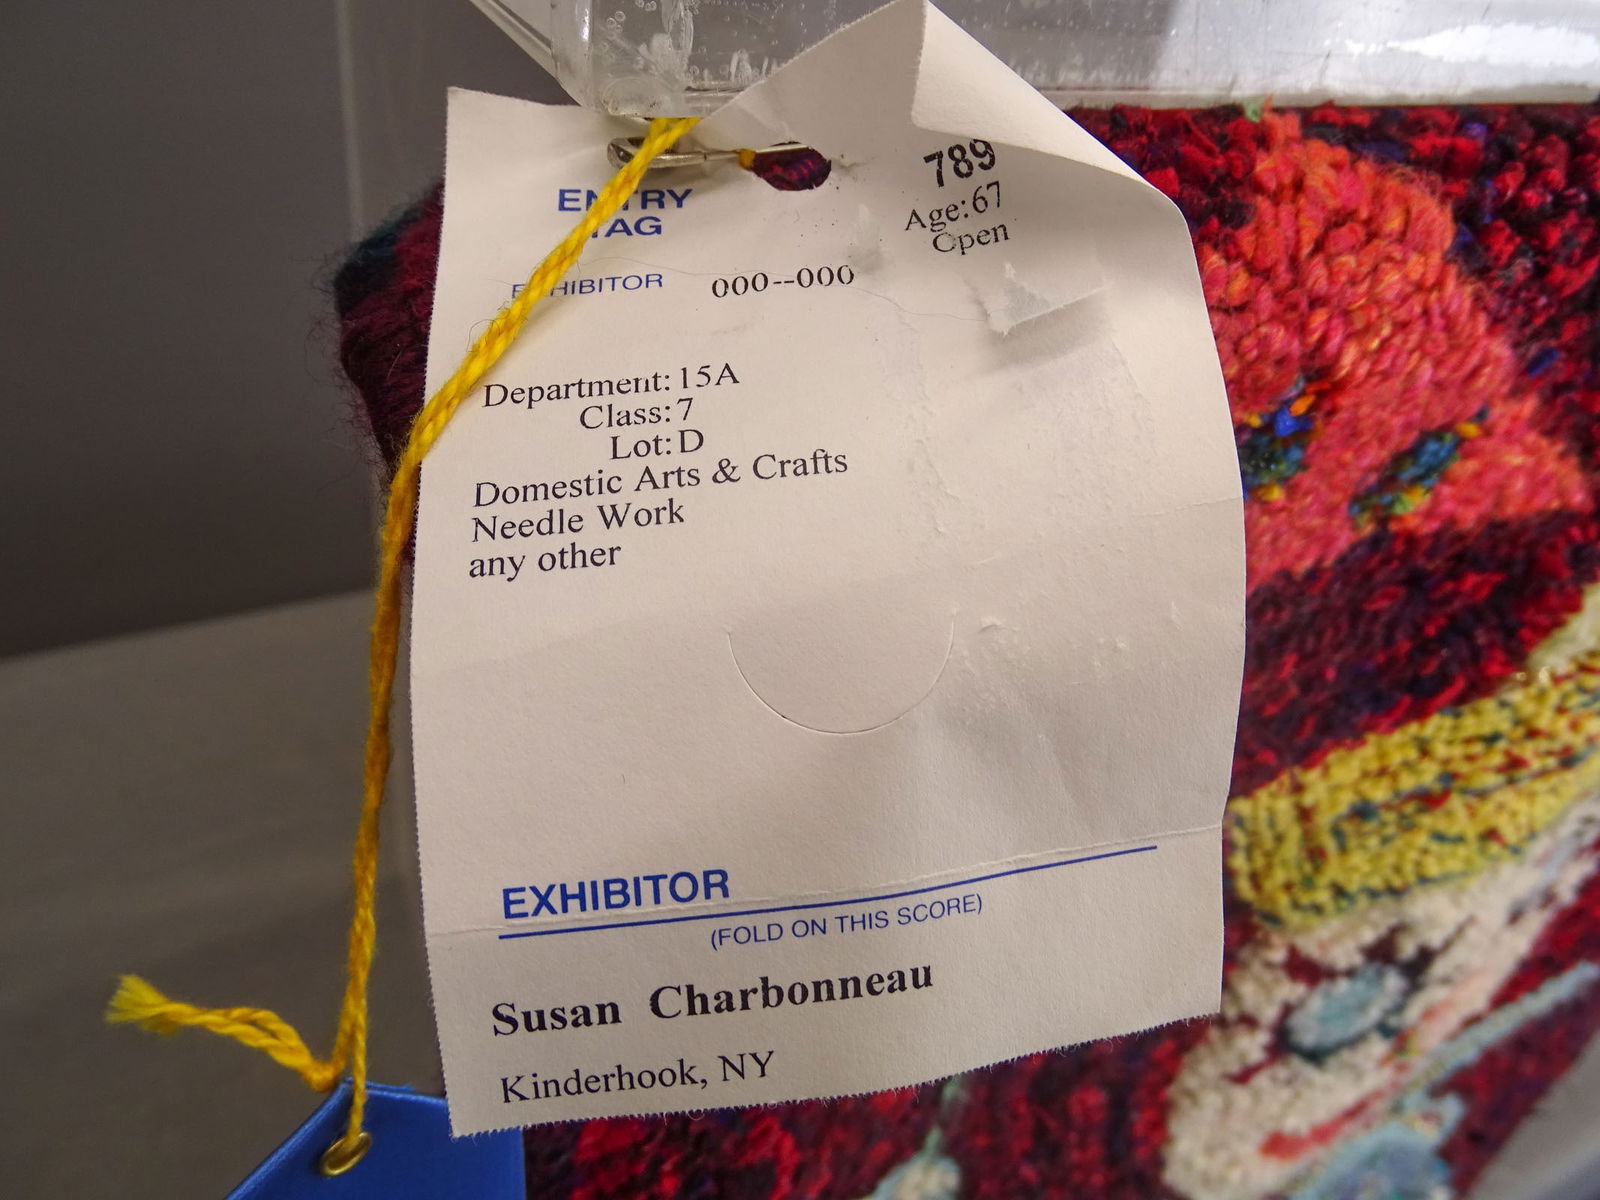 789
Age:67
Open
ENTRY
TAG
EXHIBITOR 000--000
Department: 15A
Class: 7
Lot: D
Domestic Arts & Crafts
Needle Work
any other
EXHIBITOR
(FOLD ON THIS SCORE)
Susan Charbonneau
Kinderhook, NY